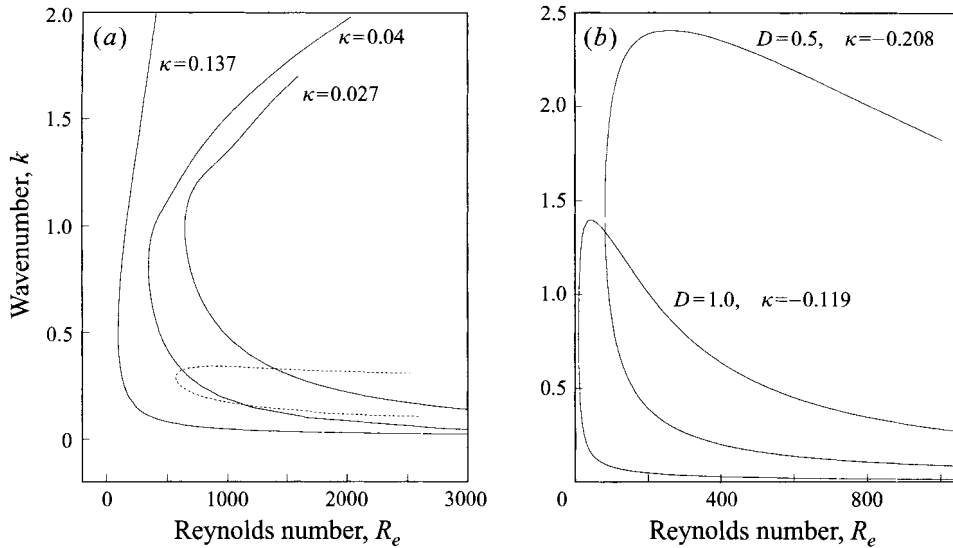 (a)
κ=0.04
κ=0.137
κ=0.027
2.0
1.5
1.0
0.5
0
Wavenumber, k
0
1000
2000
3000
Reynolds number, Re
(b)
D=0.5, κ=−0.208
D=1.0, κ=−0.119
2.5
2.0
1.5
1.0
0.5
0
400
800
Reynolds number, Re